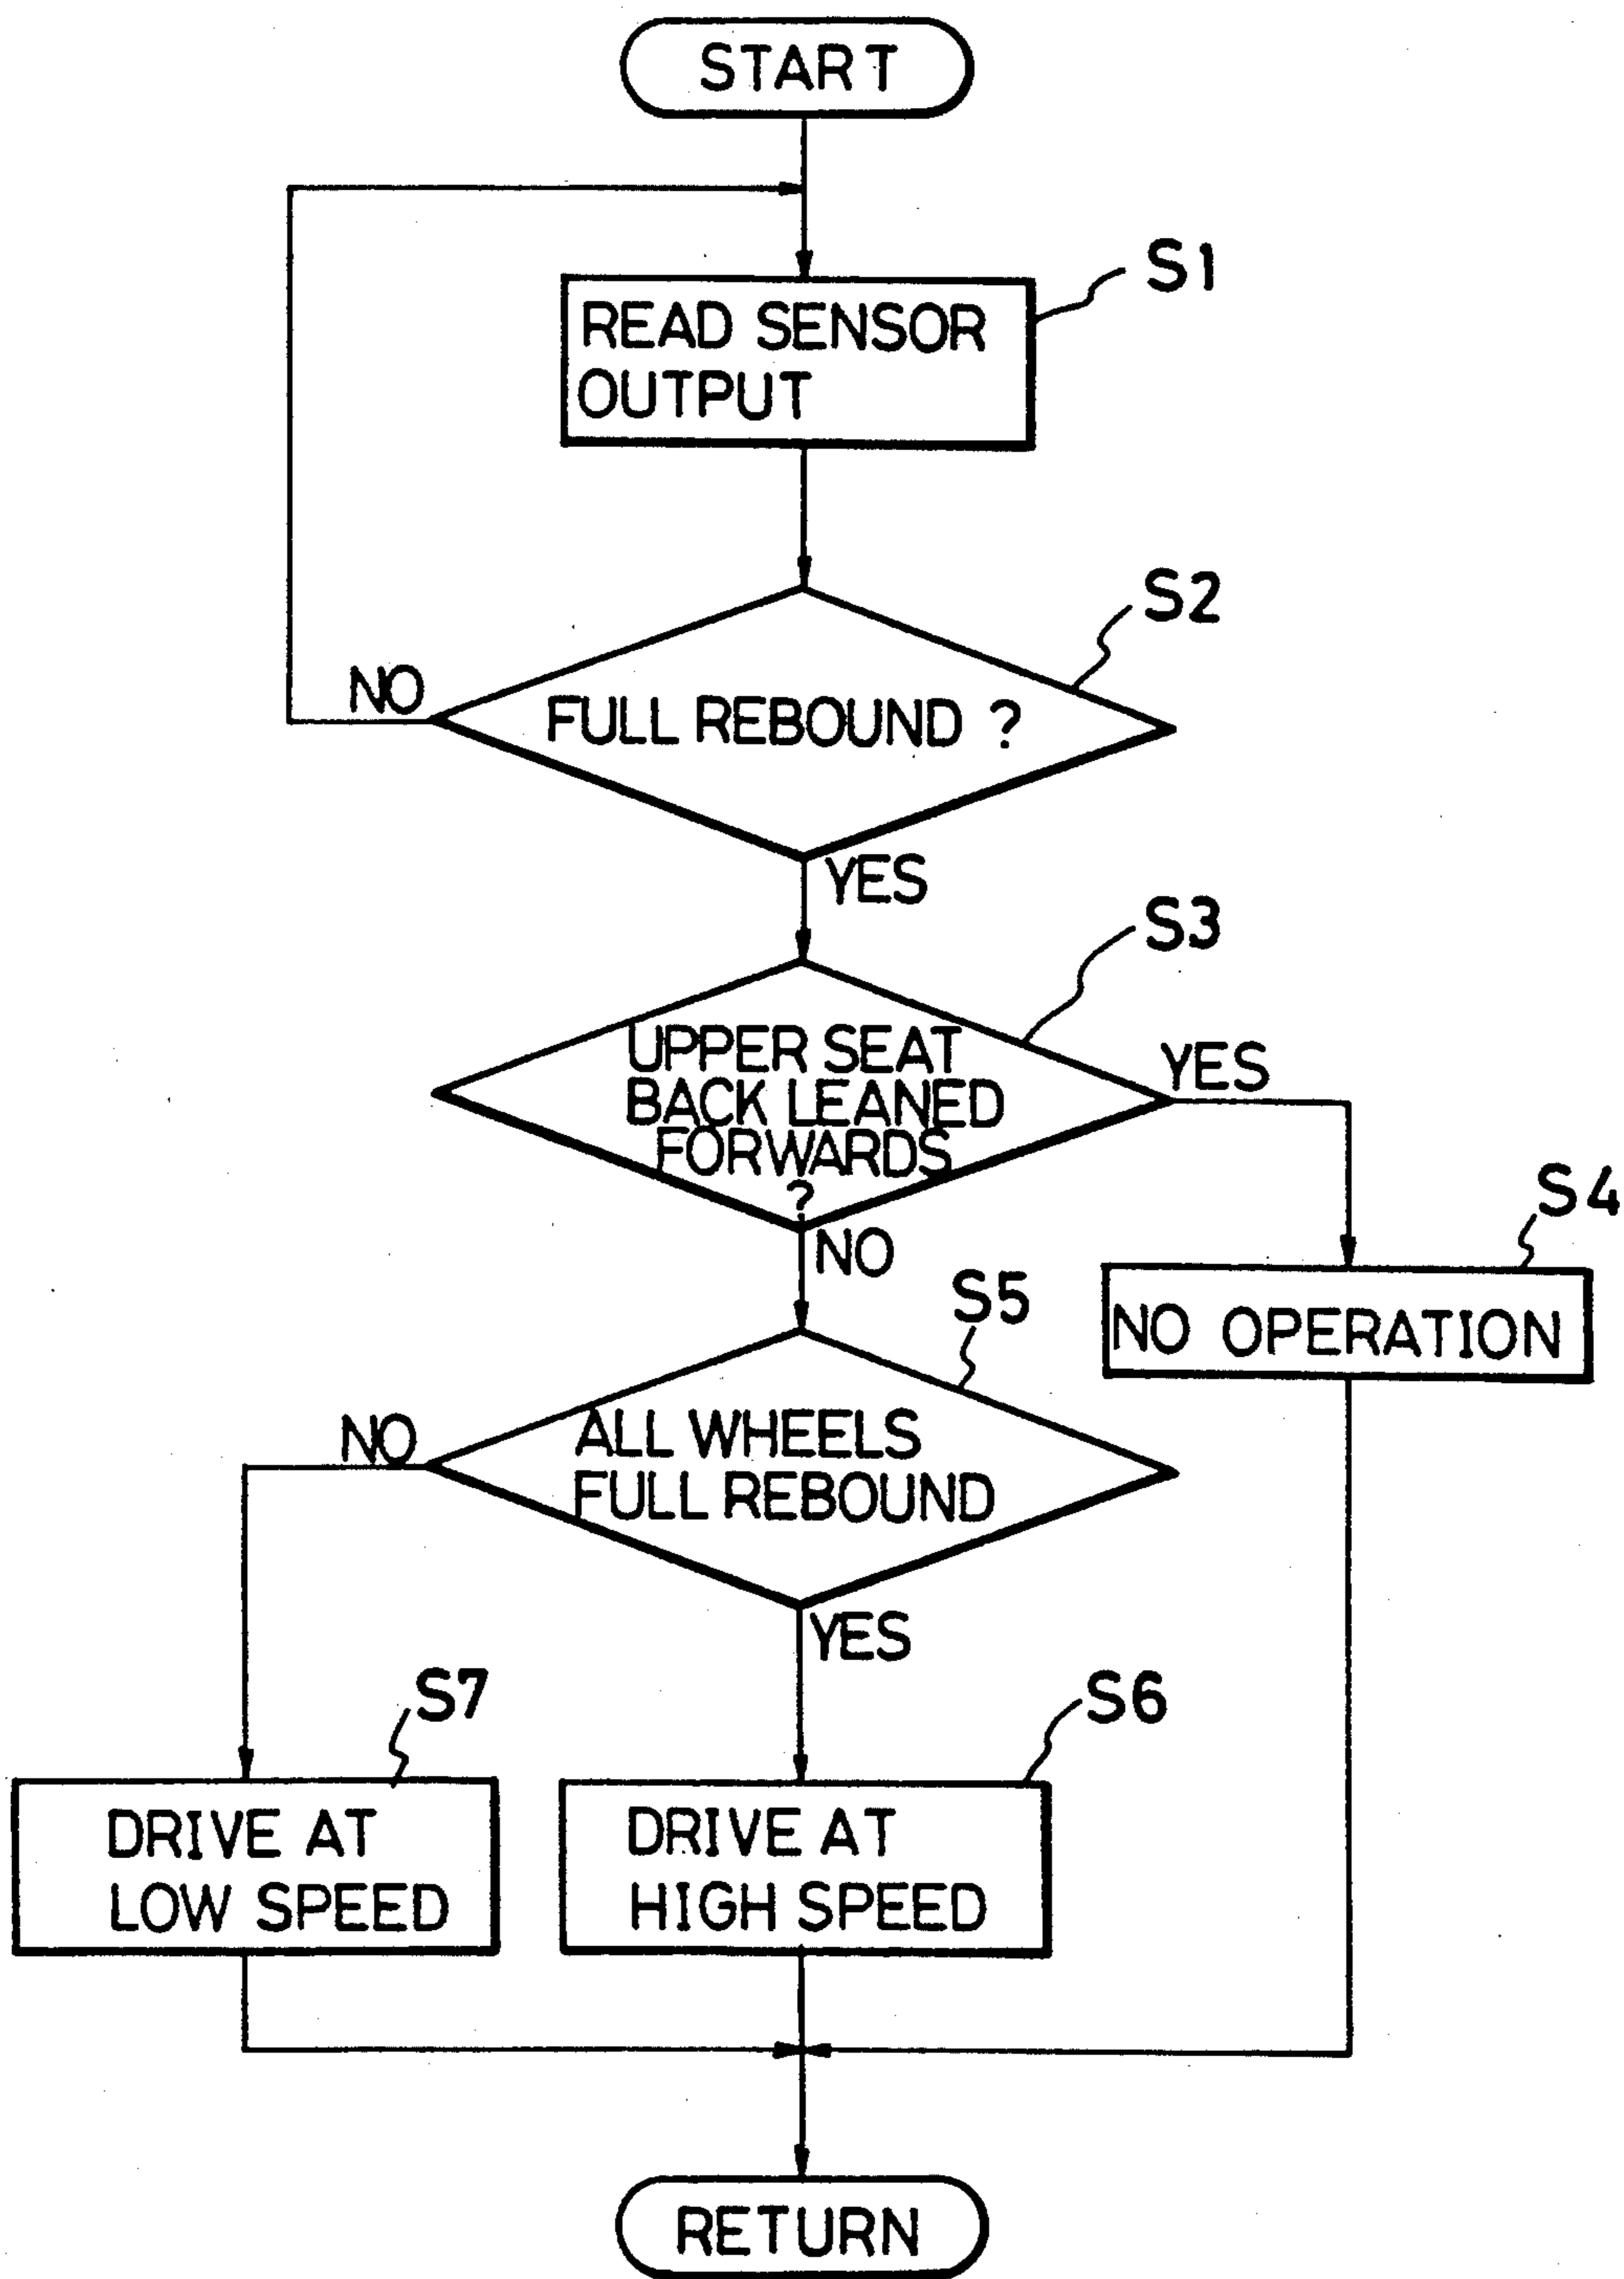 START
S1
READ SENSOR
OUTPUT
S2
NO
FULL REBOUND ?
YES
S3
UPPER SEAT
BACK LEANED
FORWARDS
?
YES
NO
S4
NO OPERATION
S5
NO
ALL WHEELS
FULL REBOUND
YES
S7
S6
DRIVE AT
LOW SPEED
DRIVE AT
HIGH SPEED
RETURN